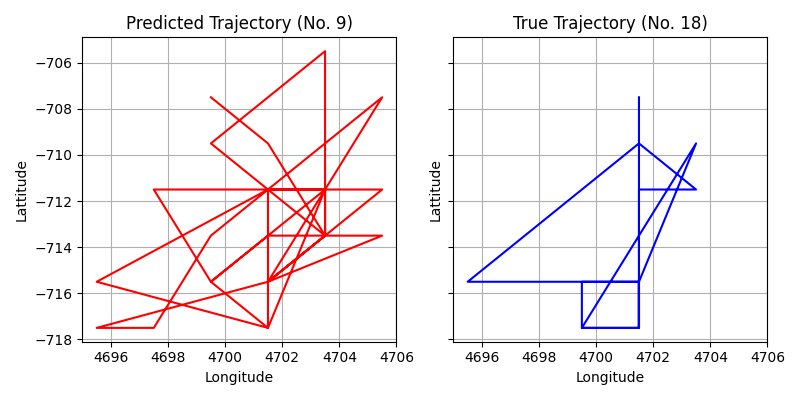 Predicted Trajectory (No. 9)
True Trajectory (No. 18)
−706
−708
−710
−712
−714
−716
−718
Lattitude
Lattitude
4696 4698 4700 4702 4704 4706
4696 4698 4700 4702 4704 4706
Longitude
Longitude